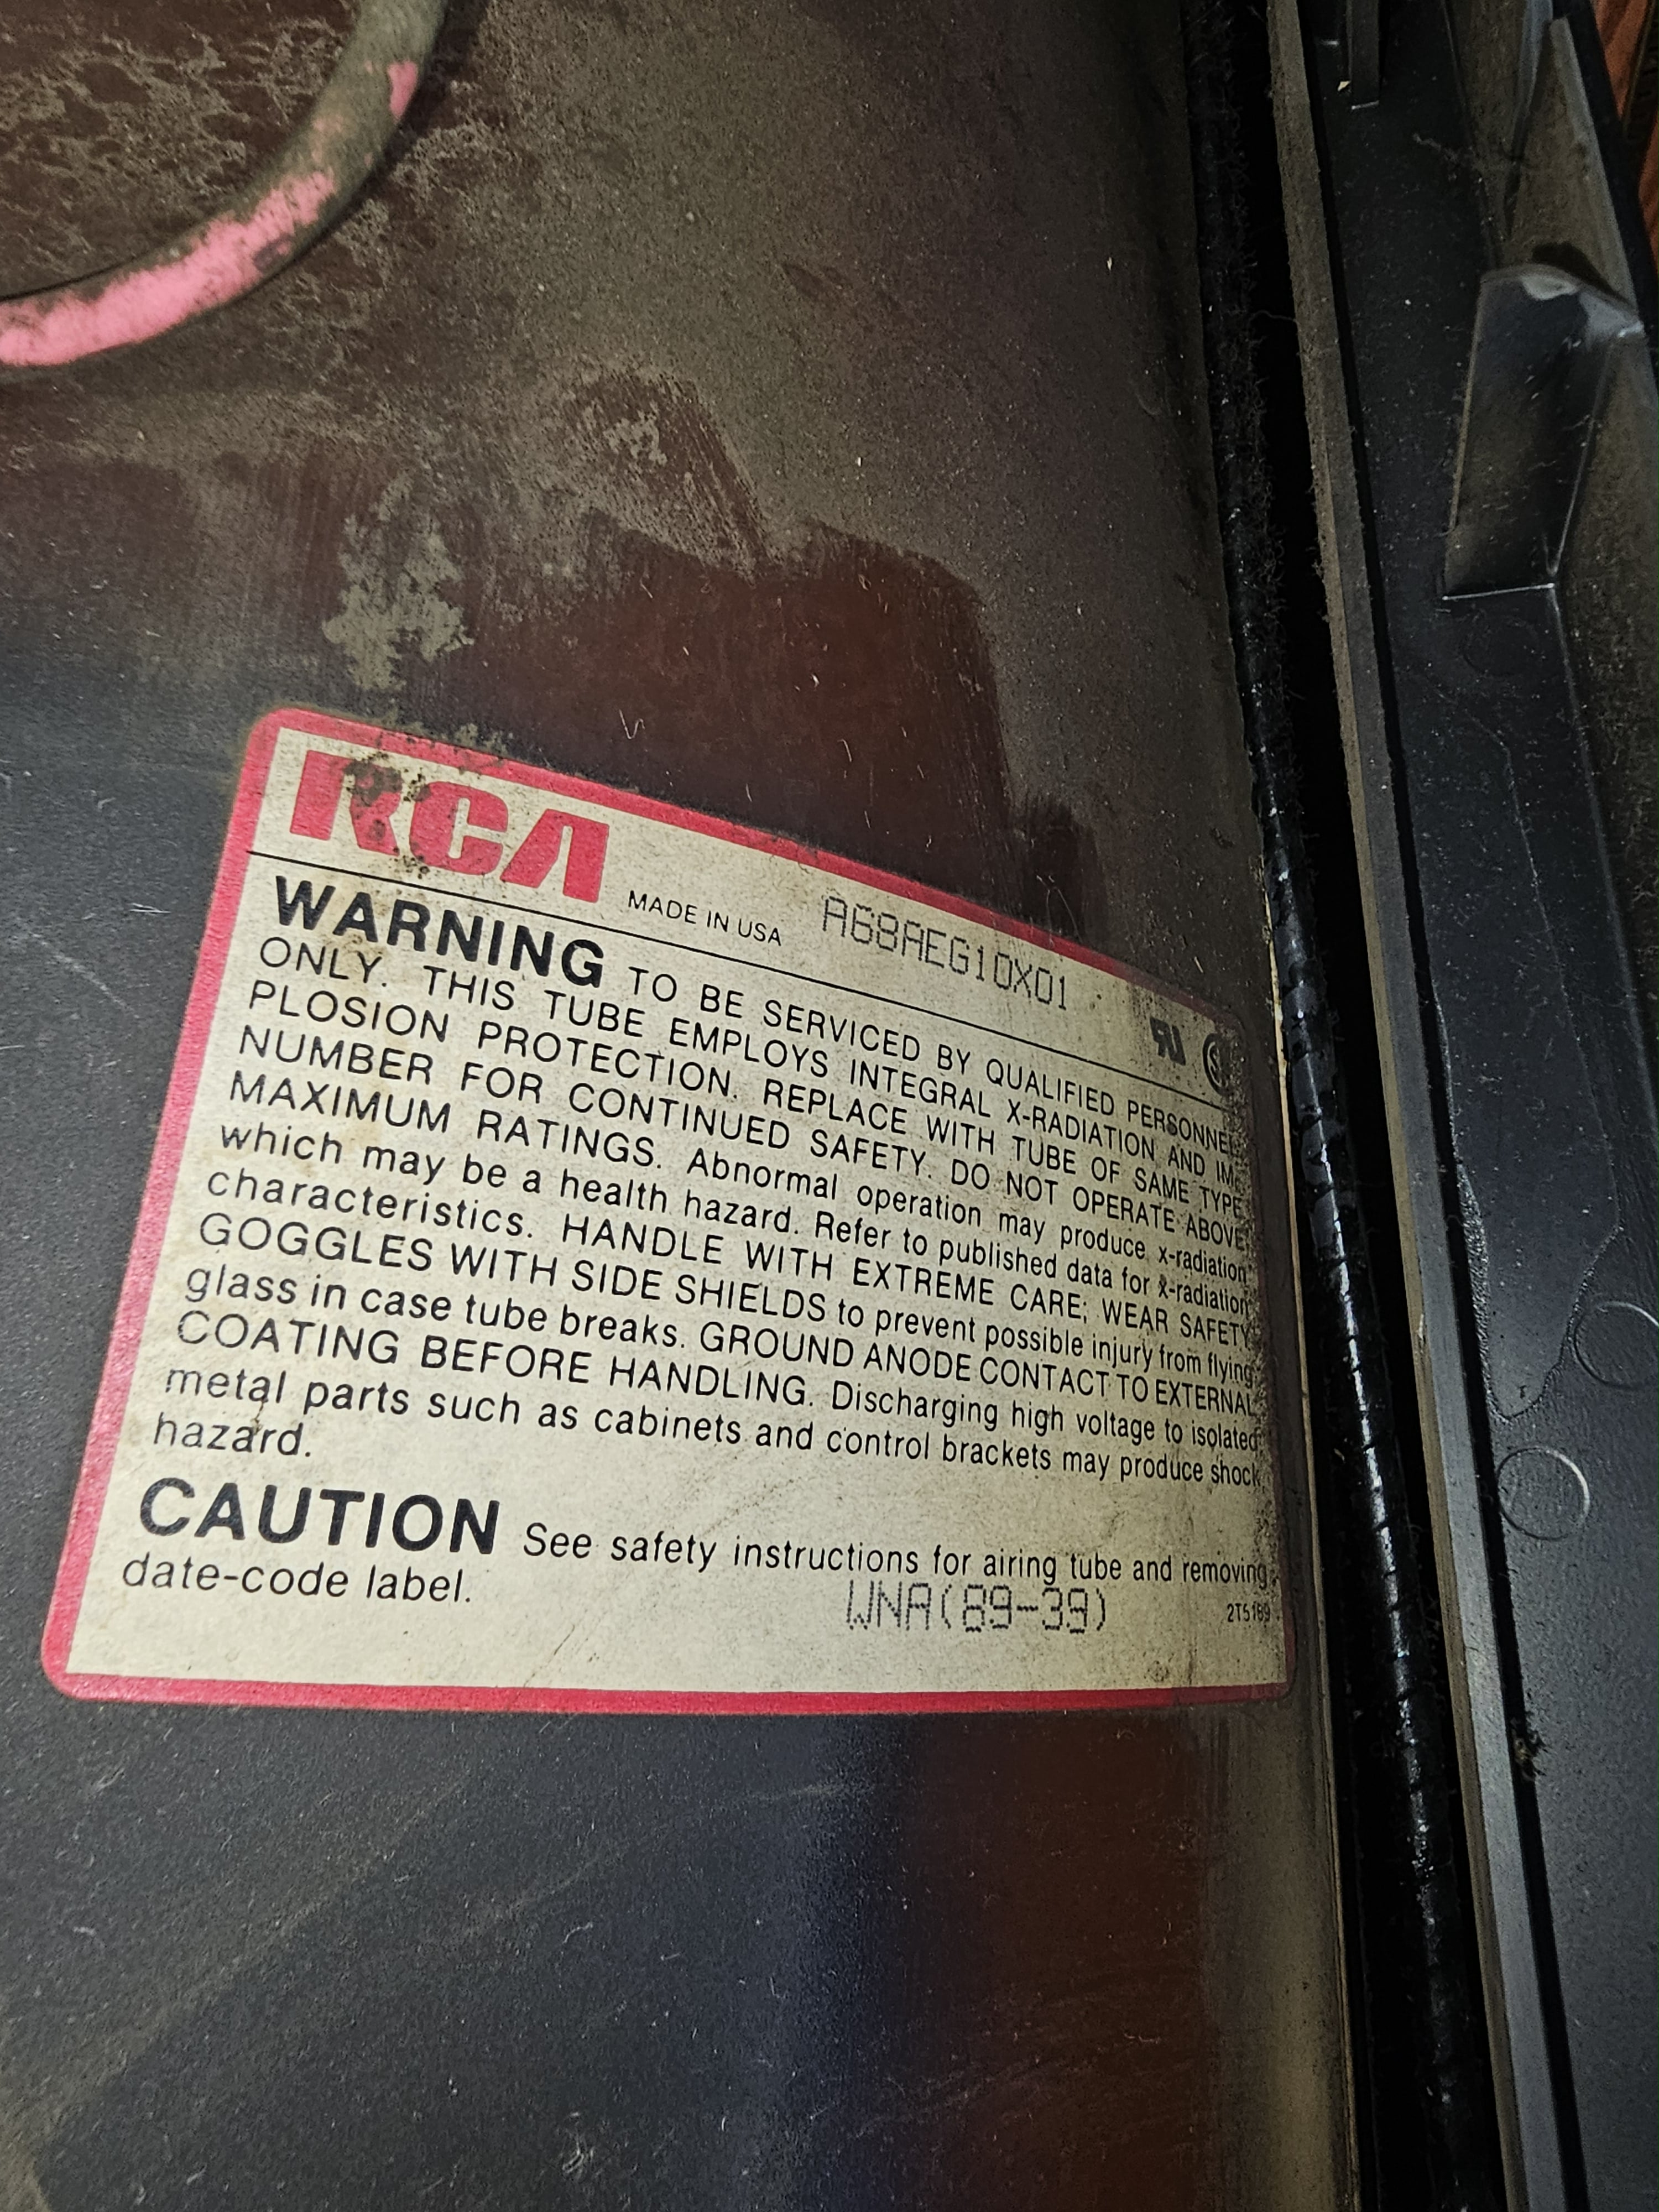 RCA MADE IN USA A68AEG10X01
WARNING TO BE SERVICED BY QUALIFIED PERSONNEL
ONLY. THIS TUBE EMPLOYS INTEGRAL X-RADIATION AND IM-
PLOSION PROTECTION. REPLACE WITH TUBE OF SAME TYPE
NUMBER FOR CONTINUED SAFETY. DO NOT OPERATE ABOVE
MAXIMUM RATINGS. Abnormal operation may produce x-radiation
which may be a health hazard. Refer to published data for x-radiation
characteristics. HANDLE WITH EXTREME CARE; WEAR SAFETY
GOGGLES WITH SIDE SHIELDS to prevent possible injury from flying
glass in case tube breaks. GROUND ANODE CONTACT TO EXTERNAL
COATING BEFORE HANDLING. Discharging high voltage to isolated
metal parts such as cabinets and control brackets may produce shock
hazard.
CAUTION See safety instructions for airing tube and removing
date-code label.
WNA(89-39)